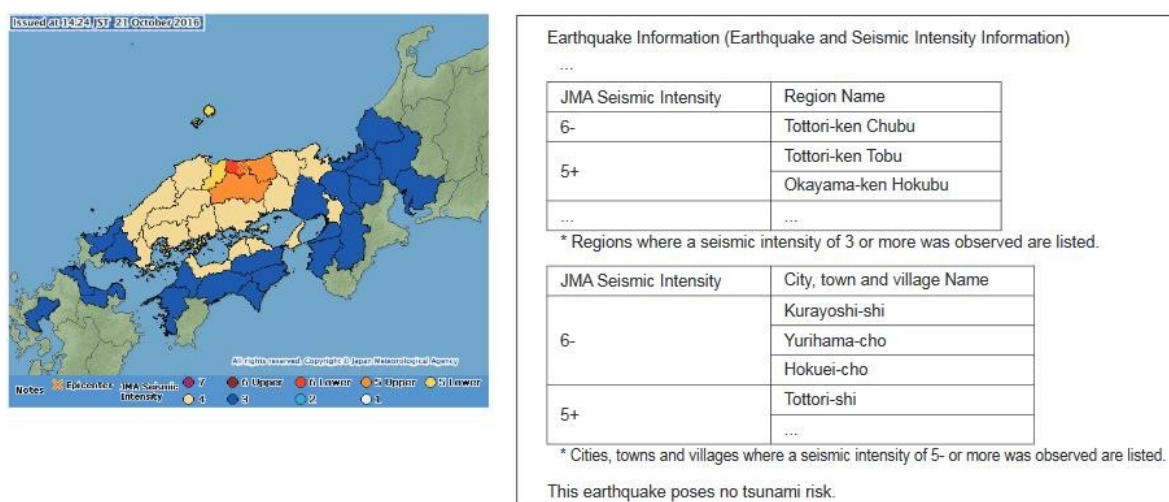 Issued at 14:24 JST 21 October 2016
All rights reserved. Copyright © Japan Meteorological Agency
Notes Epicenter JMA Seismic Intensity 7 6 Upper 6 Lower 5 Upper 5 Lower
4 3 2 1
Earthquake Information (Earthquake and Seismic Intensity Information)
...
JMA Seismic Intensity Region Name
6- Tottori-ken Chubu
5+ Tottori-ken Tobu
Okayama-ken Hokubu
... ...
* Regions where a seismic intensity of 3 or more was observed are listed.
JMA Seismic Intensity City, town and village Name
6- Kurayoshi-shi
Yurihama-cho
Hokuei-cho
5+ Tottori-shi
...
* Cities, towns and villages where a seismic intensity of 5- or more was observed are listed.
This earthquake poses no tsunami risk.